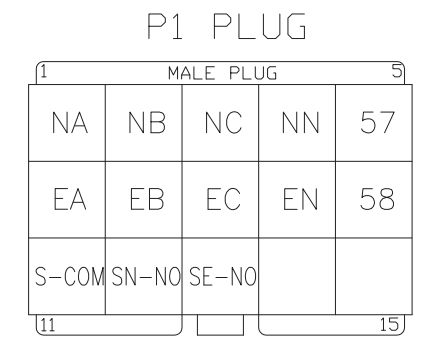 P1 PLUG
1 MALE PLUG 5
NA NB NC NN 57
EA EB EC EN 58
S-COM SN-NO SE-NO
11 15